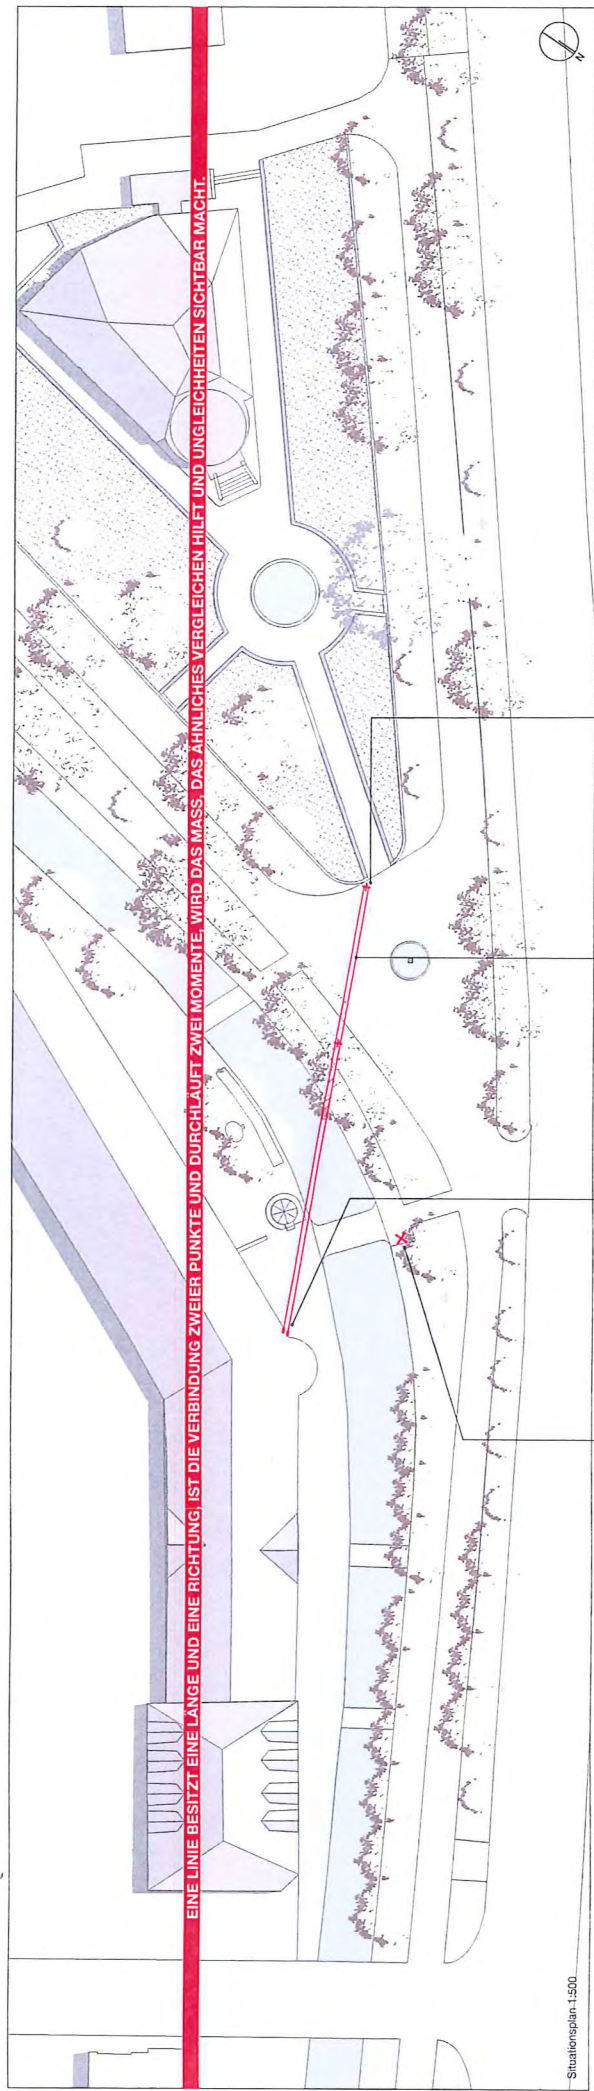 EINE LINIE BESITZT EINE LÄNGE UND EINE RICHTUNG, IST DIE VERBINDUNG ZWEIER PUNKTE UND DURCHLÄUFT ZWEI MOMENTE, WIRD DAS MASS, DAS ÄHNLICHES VERGLEICHEN HILFT UND UNGLEICHHEITEN SICHTBAR MACHT.
N
Situationsplan 1:500